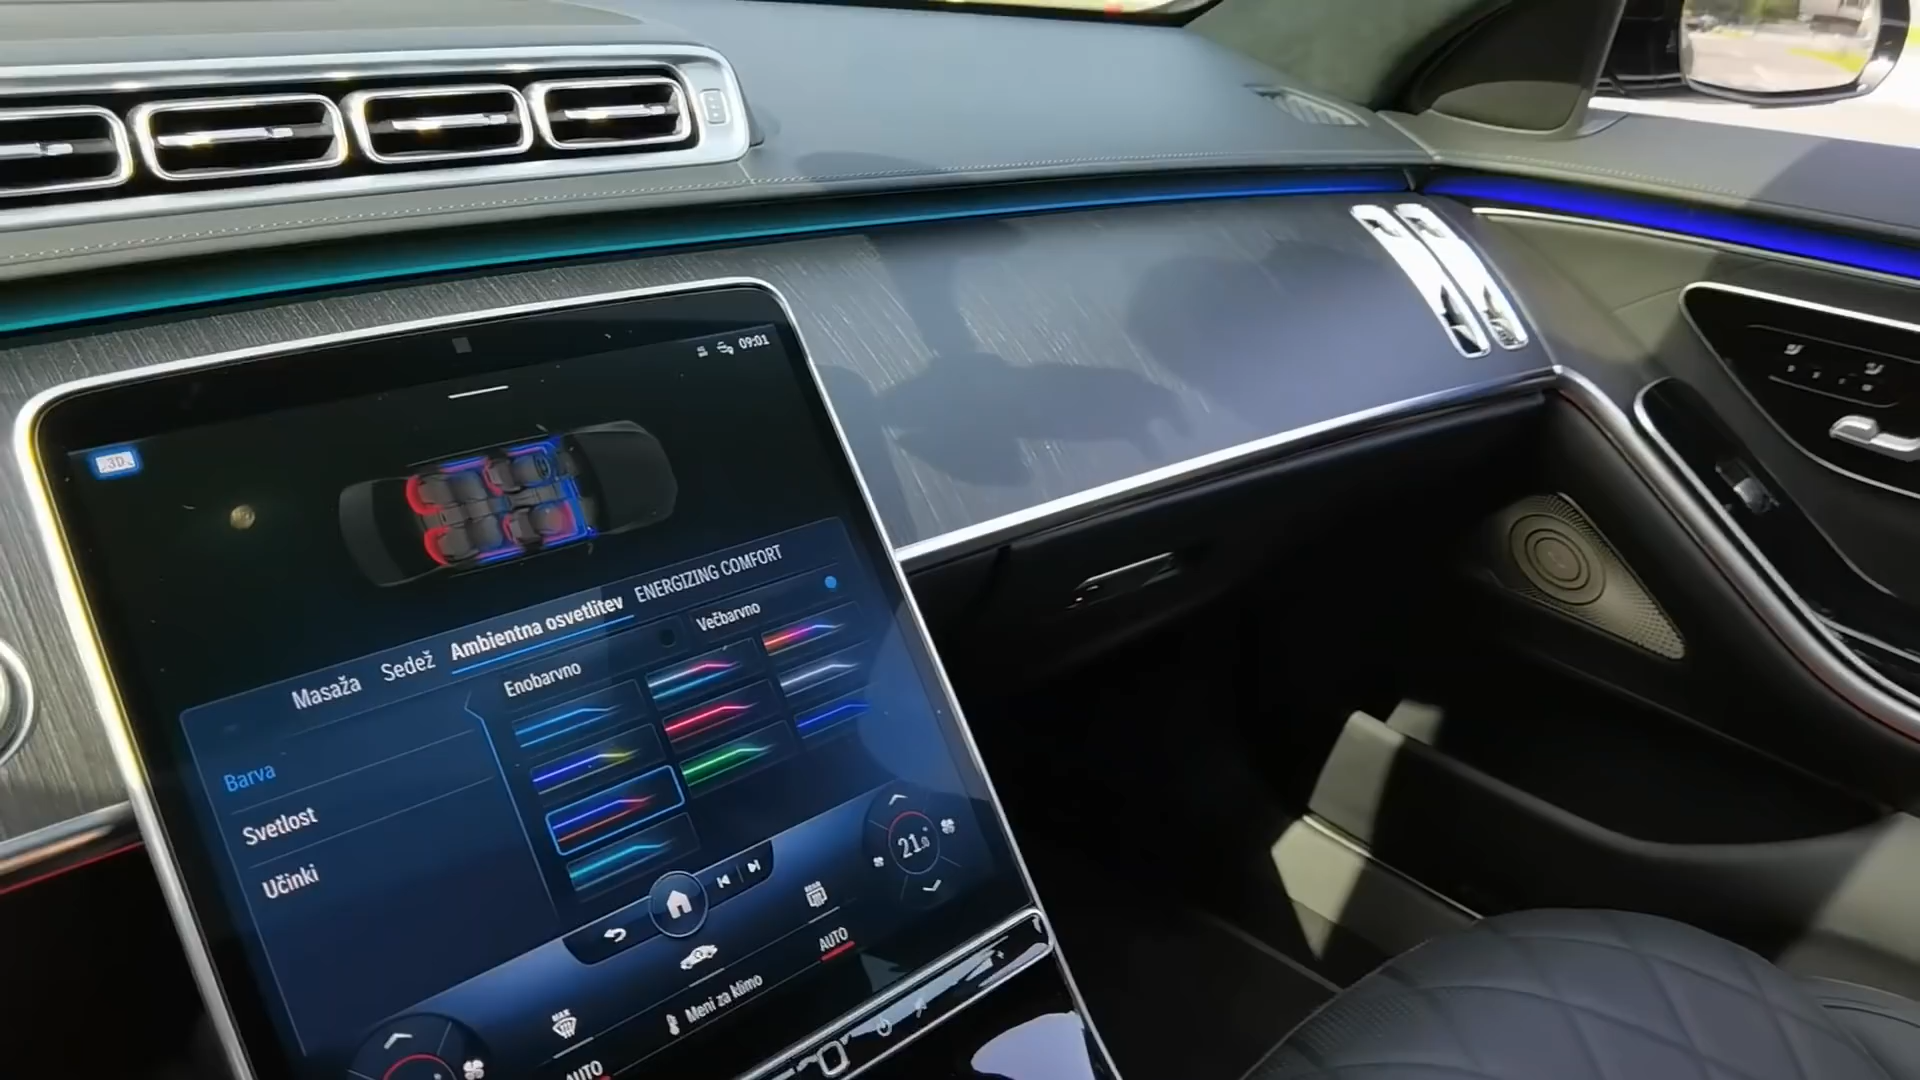 09:01
3D
Masaža Sedež Ambientna osvetlitev ENERGIZING COMFORT
Enobarvno Večbarvno
Barva
Svetlost
Učinki
21.0
REAR
MAX
AUTO
Meni za klimo
AUTO